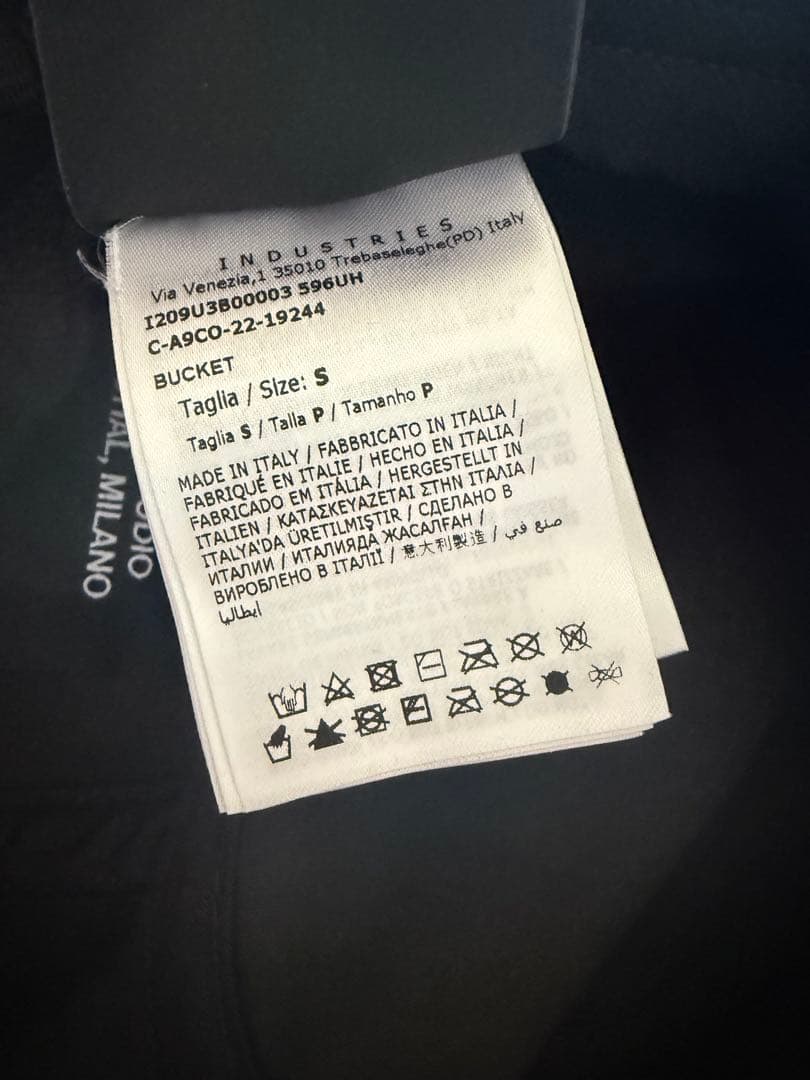 INDUSTRIES
Via Venezia,1 35010 Trebaseleghe(PD) Italy
I209U3B00003 596UH
C-A9CO-22-19244
BUCKET
Taglia / Size: S
Taglia S / Talla P / Tamanho P
MADE IN ITALY / FABBRICATO IN ITALIA /
FABRIQUÉ EN ITALIE / HECHO EN ITALIA /
FABRICADO EM ITÁLIA / HERGESTELLT IN
ITALIEN / ΚΑΤΑΣΚΕΥΑΖΕΤΑΙ ΣΤΗΝ ΙΤΑΛΙΑ /
ITALYA'DA ÜRETILMIŞTIR / СДЕЛАНО В
ИТАЛИИ / ИТАЛИЯДА ЖАСАЛҒАН /
ВИРОБЛЕНО В ІТАЛІЇ / 意大利製造 / صنع في
ايطاليا
MILANO